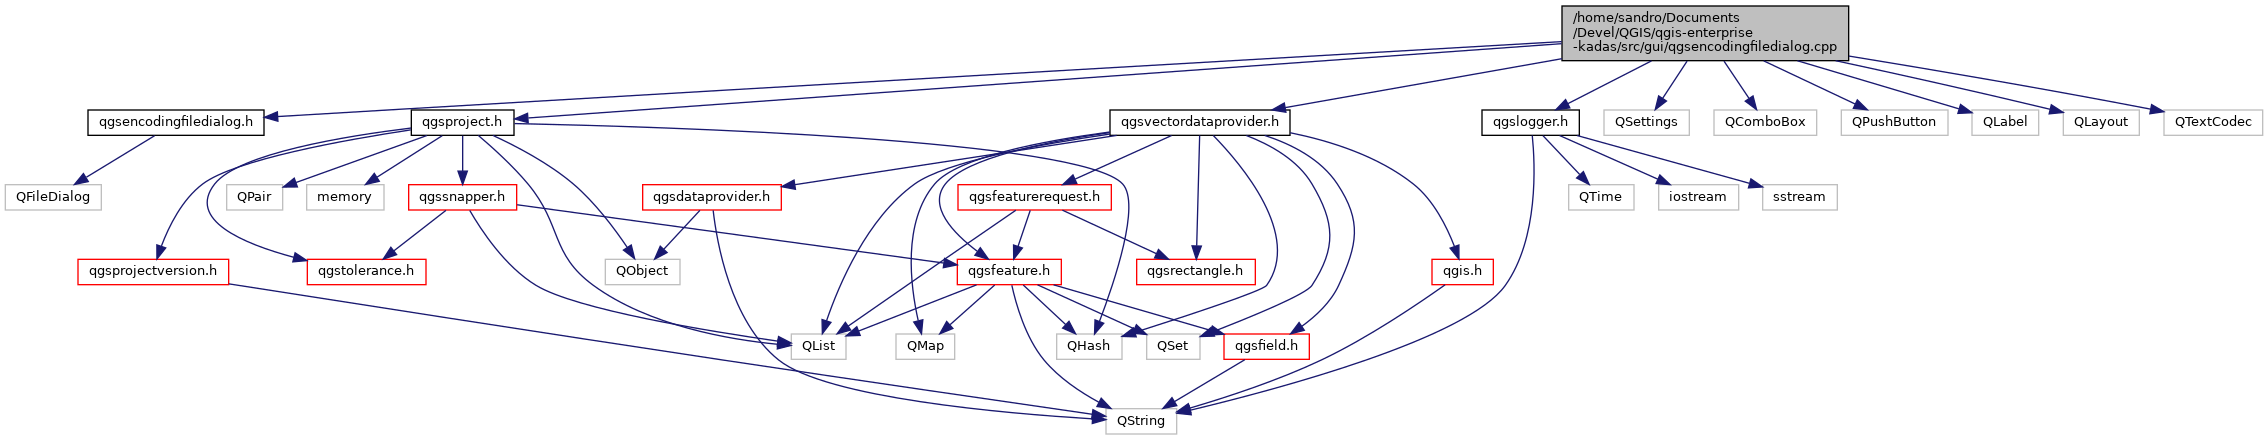 /home/sandro/Documents
/Devel/QGIS/qgis-enterprise
-kadas/src/gui/qgsencodingfiledialog.cpp
qgsencodingfiledialog.h
qgsproject.h
qgsvectordataprovider.h
qgslogger.h
QSettings
QComboBox
QPushButton
QLabel
QLayout
QTextCodec
QFileDialog
QPair
memory
qgssnapper.h
qgsdataprovider.h
qgsfeaturerequest.h
QTime
iostream
sstream
qgsprojectversion.h
qgstolerance.h
QObject
qgsfeature.h
qgsrectangle.h
qgis.h
QList
QMap
QHash
QSet
qgsfield.h
QString